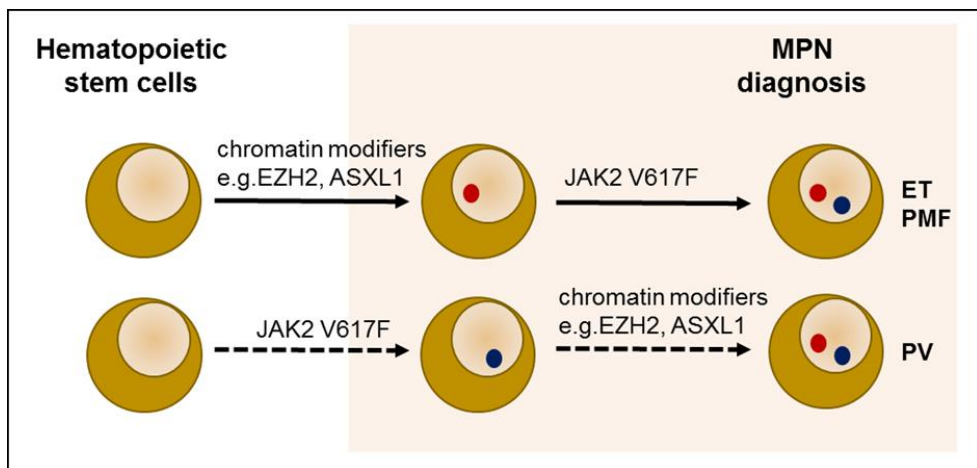 Hematopoietic
stem cells
MPN
diagnosis
chromatin modifiers
e.g.EZH2, ASXL1
JAK2 V617F
ET
PMF
JAK2 V617F
chromatin modifiers
e.g.EZH2, ASXL1
PV